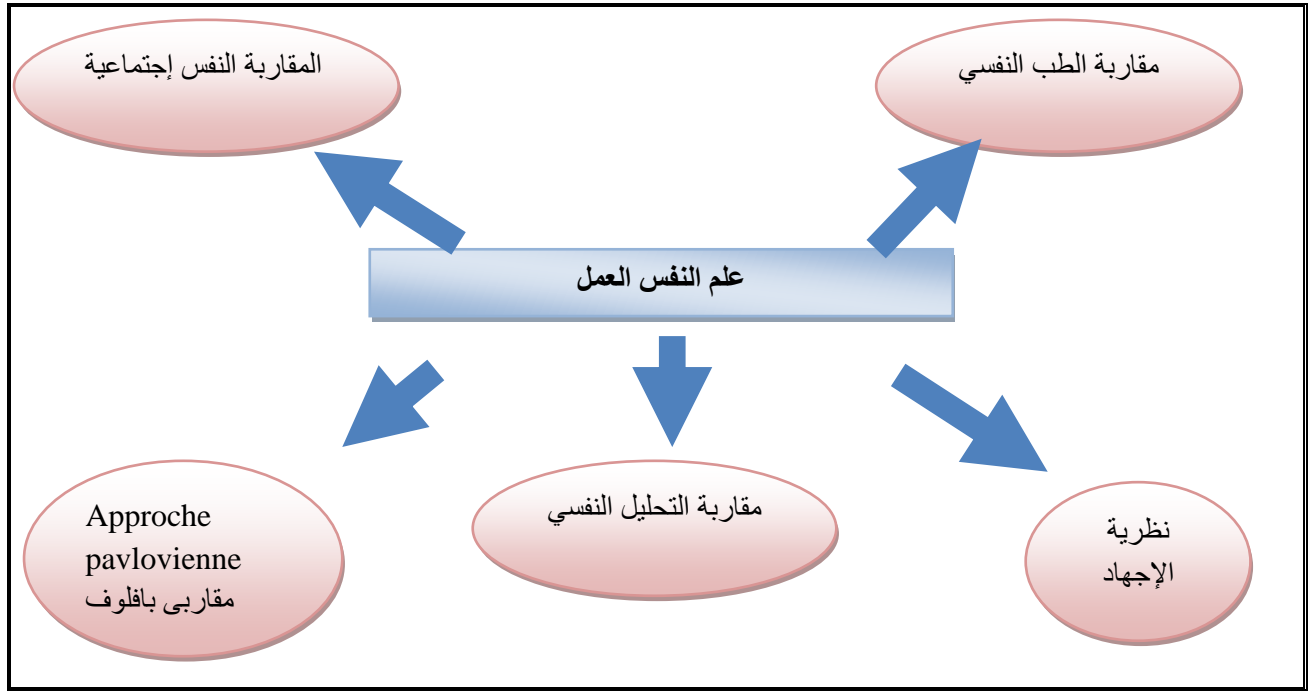 مقاربة الطب النفسي
المقاربة النفس إجتماعية
علم النفس العمل
نظرية
الإجهاد
مقاربة التحليل النفسي
Approche
pavlovienne
مقاربى بافلوف